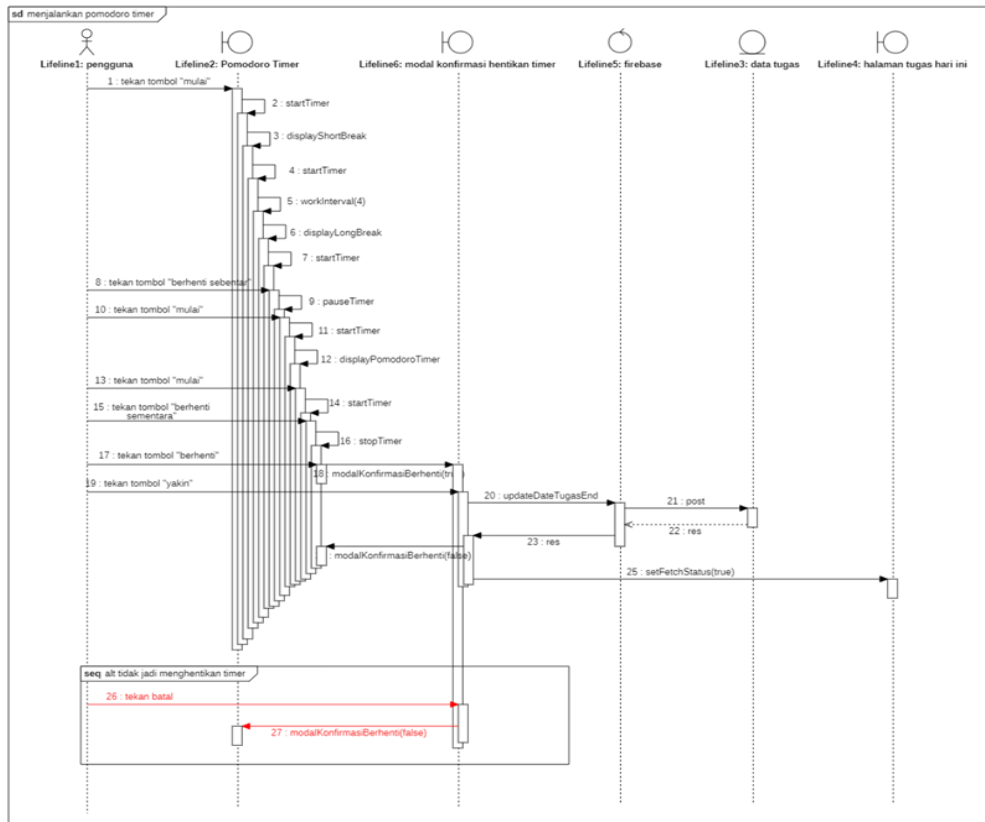 sd menjalankan pomodoro timer
Lifeline1: pengguna
Lifeline2: Pomodoro Timer
Lifeline6: modal konfirmasi hentikan timer
Lifeline5: firebase
Lifeline3: data tugas
Lifeline4: halaman tugas hari ini
1 : tekan tombol "mulai"
2 : startTimer
3 : displayShortBreak
4 : startTimer
5 : workInterval(4)
6 : displayLongBreak
7 : startTimer
8 : tekan tombol "berhenti sebentar"
9 : pauseTimer
10 : tekan tombol "mulai"
11 : startTimer
12 : displayPomodoroTimer
13 : tekan tombol "mulai"
14 : startTimer
15 : tekan tombol "berhenti
sementara"
16 : stopTimer
17 : tekan tombol "berhenti"
18 : modalKonfirmasiBerhenti(tr
19 : tekan tombol "yakin"
20 : updateDateTugasEnd
21 : post
22 : res
23 : res
: modalKonfirmasiBerhenti(false)
25 : setFetchStatus(true)
seq alt tidak jadi menghentikan timer
26 : tekan batal
27 : modalKonfirmasiBerhenti(false)